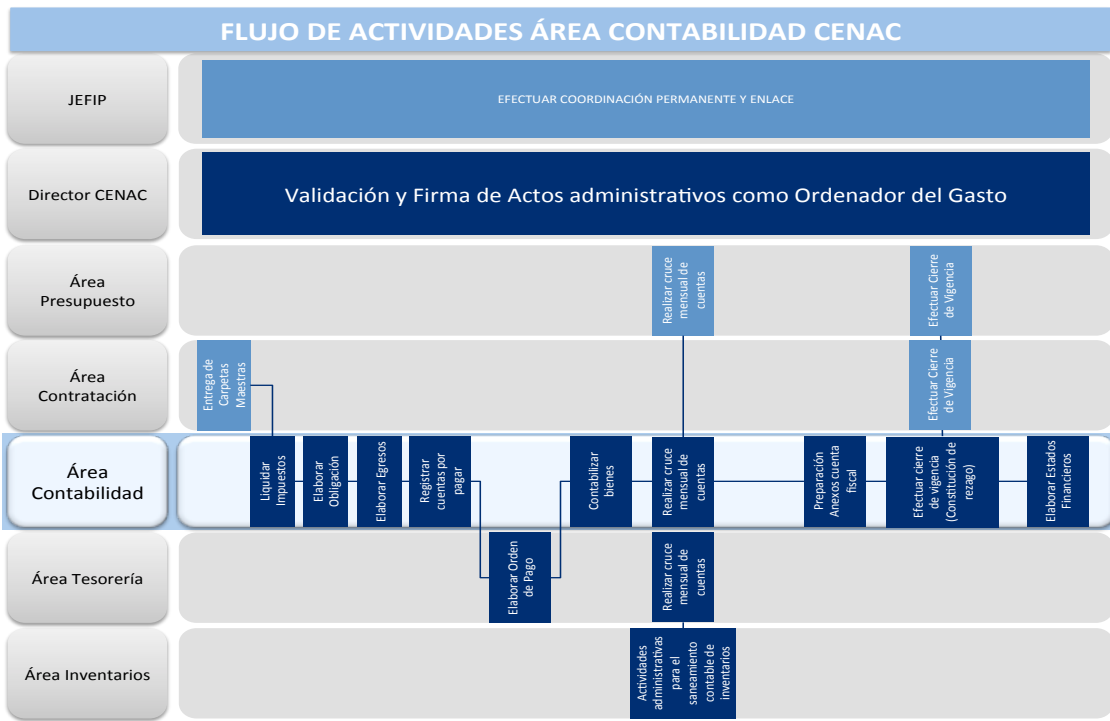 FLUJO DE ACTIVIDADES ÁREA CONTABILIDAD CENAC
JEFIP
EFECTUAR COORDINACIÓN PERMANENTE Y ENLACE
Director CENAC
Validación y Firma de Actos administrativos como Ordenador del Gasto
Área
Presupuesto
Realizar cruce
mensual de
cuentas
Efectuar Cierre
de Vigencia
Área
Contratación
Entrega de
Carpetas
Maestras
Efectuar Cierre
de Vigencia
Área
Contabilidad
Liquidar
Impuestos
Elaborar
Obligación
Elaborar Egresos
Registrar
cuentas por
pagar
Contabilizar
bienes
Realizar cruce
mensual de
cuentas
Preparación
Anexos cuenta
fiscal
Efectuar cierre
de vigencia
(Constitución de
rezago)
Elaborar Estados
Financieros
Área Tesorería
Elaborar Orden
de Pago
Realizar cruce
mensual de
cuentas
Área Inventarios
Actividades
administrativas
para el
saneamiento
contable de
inventarios